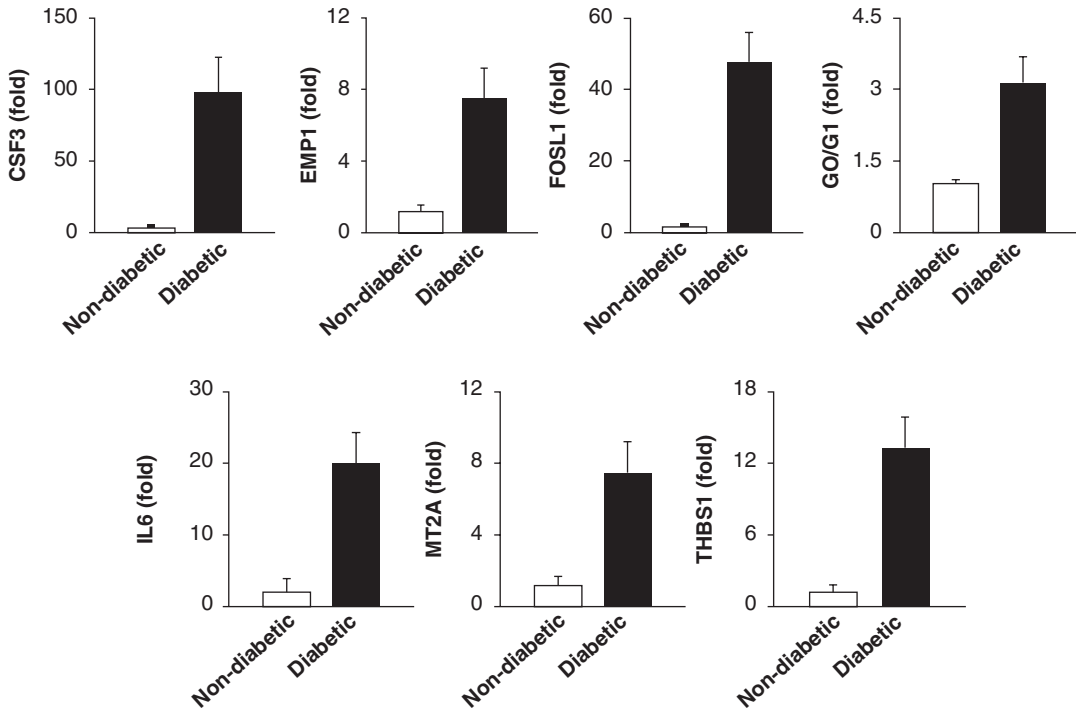 CSF3 (fold)
150
100
50
0
Non-diabetic
Diabetic
EMP1 (fold)
12
8
4
0
Non-diabetic
Diabetic
FOSL1 (fold)
60
40
20
0
Non-diabetic
Diabetic
GO/G1 (fold)
4.5
3
1.5
0
Non-diabetic
Diabetic
IL6 (fold)
30
20
10
0
Non-diabetic
Diabetic
MT2A (fold)
12
8
4
0
Non-diabetic
Diabetic
THBS1 (fold)
18
12
6
0
Non-diabetic
Diabetic